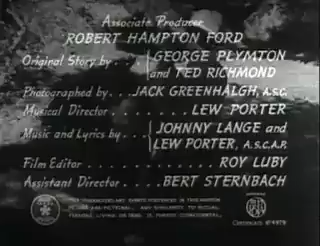 Associate Producer
ROBERT HAMPTON FORD
Original Story by... GEORGE PLYMTON
and TED RICHMOND
Photographed by... JACK GREENHALGH, A.S.C.
Musical Director........ LEW PORTER
Music and Lyrics by... JOHNNY LANGE and
LEW PORTER, A.S.C.A.P.
Film Editor............. ROY LUBY
Assistant Director.... BERT STERNBACH